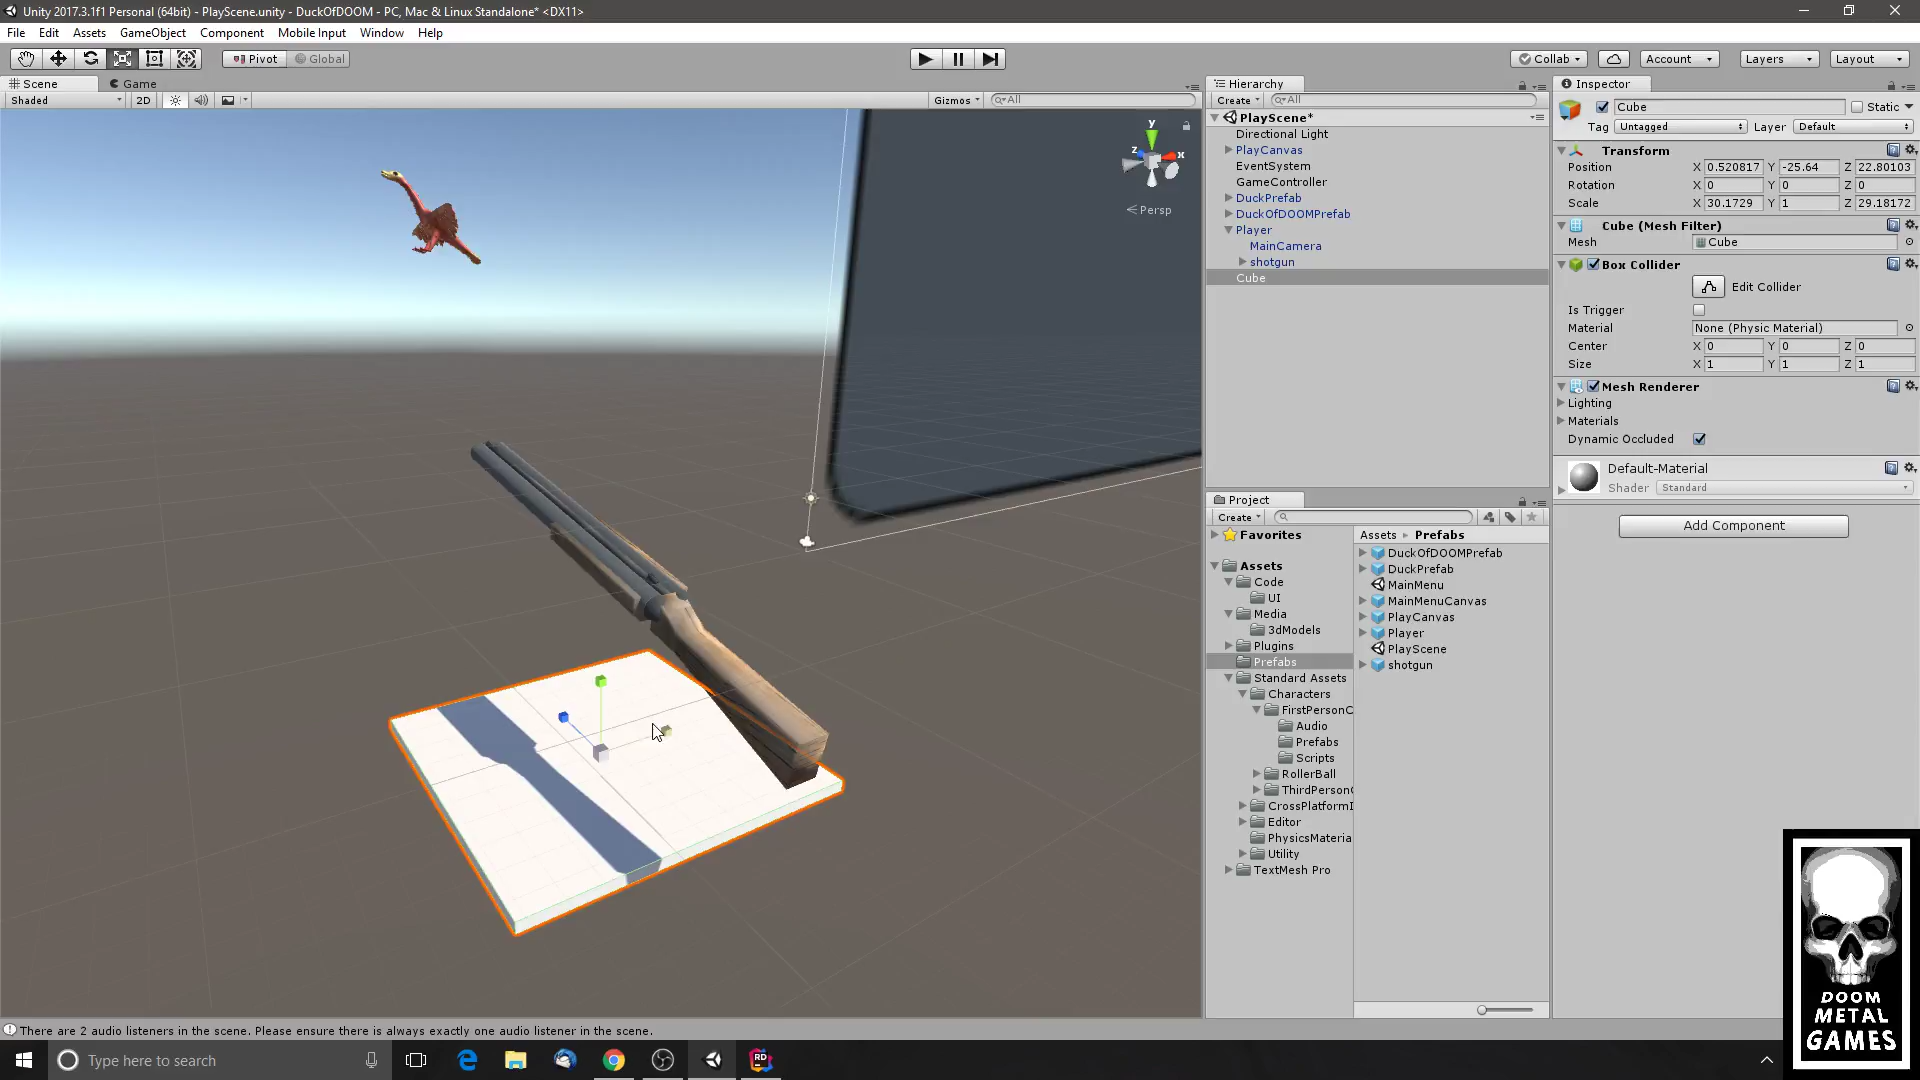 Unity 2017.3.1f1 Personal (64bit) - PlayScene.unity - DuckOfDOOM - PC, Mac & Linux Standalone* <DX11>
File Edit Assets GameObject Component Mobile Input Window Help
Pivot Global Collab Account Layers Layout
Scene Game
Shaded 2D Gizmos All
y
z x
Persp
Hierarchy
Create All
PlayScene*
Directional Light
PlayCanvas
EventSystem
GameController
DuckPrefab
DuckOfDOOMPrefab
Player
MainCamera
shotgun
Cube
Inspector
Cube Static
Tag Untagged Layer Default
Transform
Position X 0.520817 Y -25.64 Z 22.80103
Rotation X 0 Y 0 Z 0
Scale X 30.1729 Y 1 Z 29.18172
Cube (Mesh Filter)
Mesh Cube
Box Collider
Edit Collider
Is Trigger
Material None (Physic Material)
Center X 0 Y 0 Z 0
Size X 1 Y 1 Z 1
Mesh Renderer
Lighting
Materials
Dynamic Occluded
Default-Material
Shader Standard
Add Component
Project
Create
Favorites
Assets
Code
UI
Media
3dModels
Plugins
Prefabs
Standard Assets
Characters
FirstPersonC
Audio
Prefabs
Scripts
RollerBall
ThirdPersonC
CrossPlatformI
Editor
PhysicsMateria
Utility
TextMesh Pro
Assets Prefabs
DuckOfDOOMPrefab
DuckPrefab
MainMenu
MainMenuCanvas
PlayCanvas
Player
PlayScene
shotgun
There are 2 audio listeners in the scene. Please ensure there is always exactly one audio listener in the scene.
Type here to search
RD
DOOM
METAL
GAMES